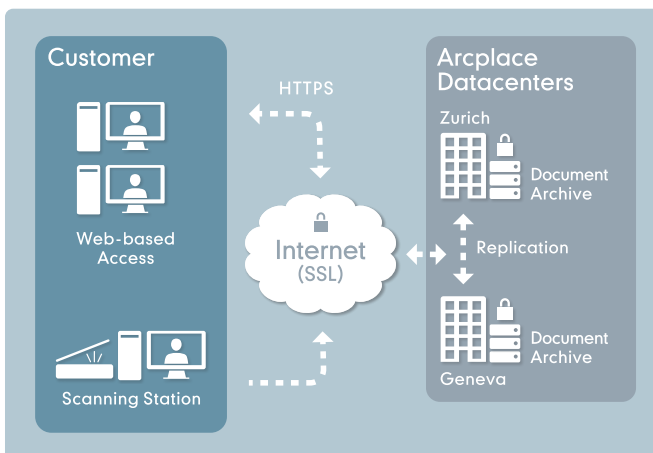 Customer
Web-based
Access
Scanning Station
HTTPS
Internet
(SSL)
Arcplace
Datacenters
Zurich
Document
Archive
Replication
Document
Archive
Geneva